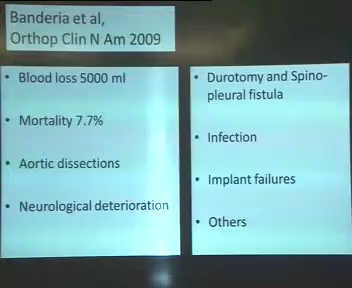 Banderia et al,
Orthop Clin N Am 2009
• Blood loss 5000 ml
• Mortality 7.7%
• Aortic dissections
• Neurological deterioration
• Durotomy and Spino-
pleural fistula
• Infection
• Implant failures
• Others